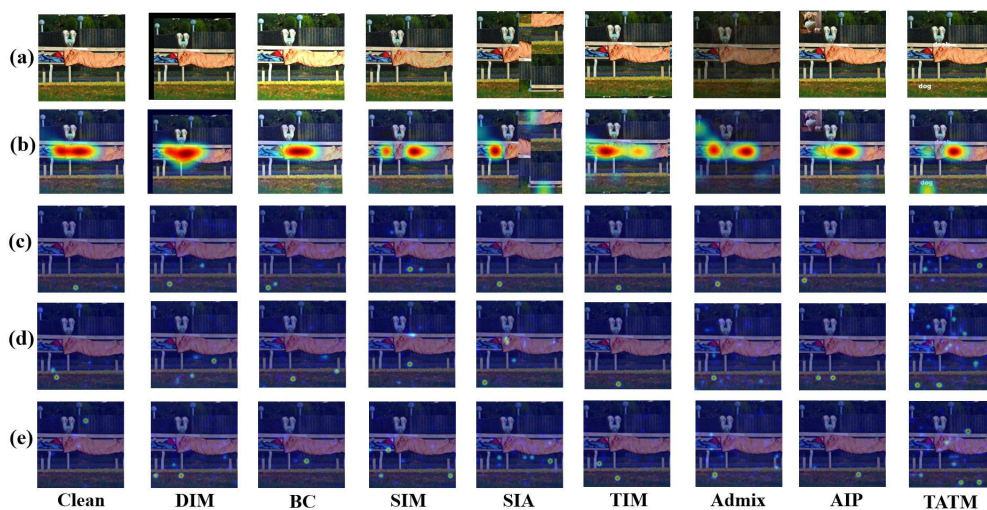 (a)
dog
(b)
dog
(c)
(d)
(e)
Clean DIM BC SIM SIA TIM Admix AIP TATM